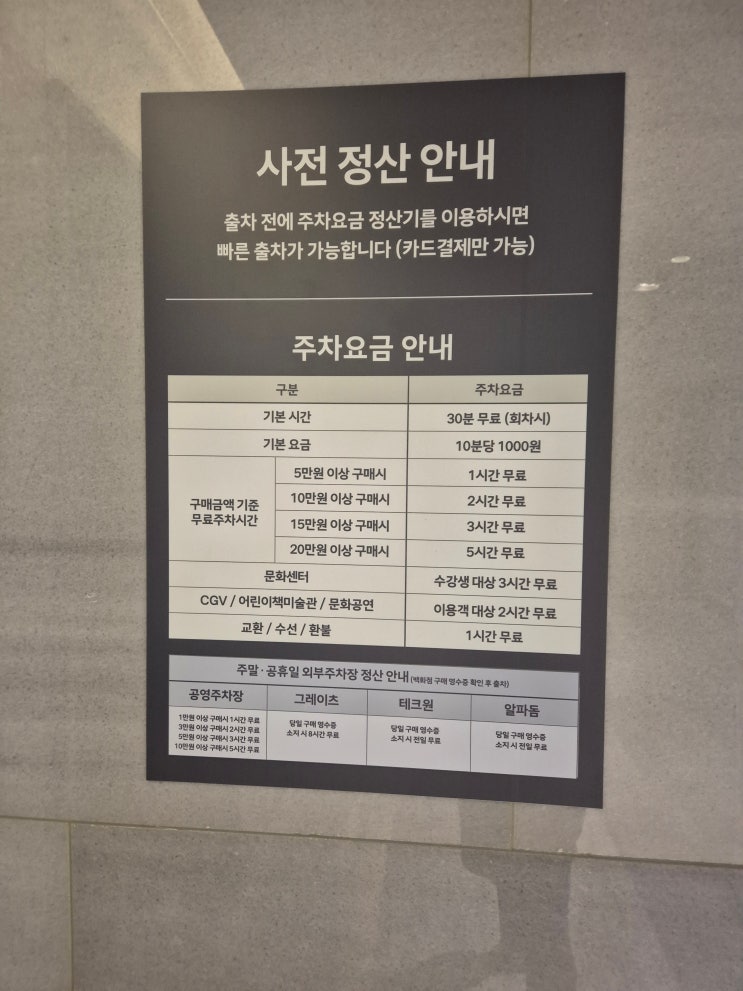 사전 정산 안내
출차 전에 주차요금 정산기를 이용하시면
빠른 출차가 가능합니다 (카드결제만 가능)
주차요금 안내
구분 주차요금
기본 시간 30분 무료 (회차시)
기본 요금 10분당 1000원
구매금액 기준
무료주차시간
5만원 이상 구매시 1시간 무료
10만원 이상 구매시 2시간 무료
15만원 이상 구매시 3시간 무료
20만원 이상 구매시 5시간 무료
문화센터 수강생 대상 3시간 무료
CGV / 어린이책미술관 / 문화공연 이용객 대상 2시간 무료
교환 / 수선 / 환불 1시간 무료
주말·공휴일 외부주차장 정산 안내 (백화점 구매 영수증 확인 후 출차)
공영주차장 그레이츠 테크원 알파돔
1만원 이상 구매시 1시간 무료
3만원 이상 구매시 2시간 무료
5만원 이상 구매시 3시간 무료
10만원 이상 구매시 5시간 무료
당일 구매 영수증
소지 시 8시간 무료
당일 구매 영수증
소지 시 전일 무료
당일 구매 영수증
소지 시 전일 무료